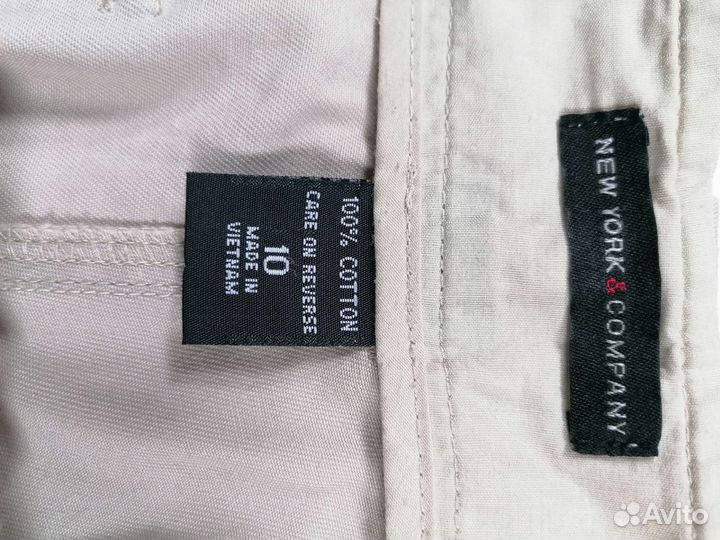 NEW YORK & COMPANY
100% COTTON
CARE ON REVERSE
10
MADE IN
VIETNAM
Avito